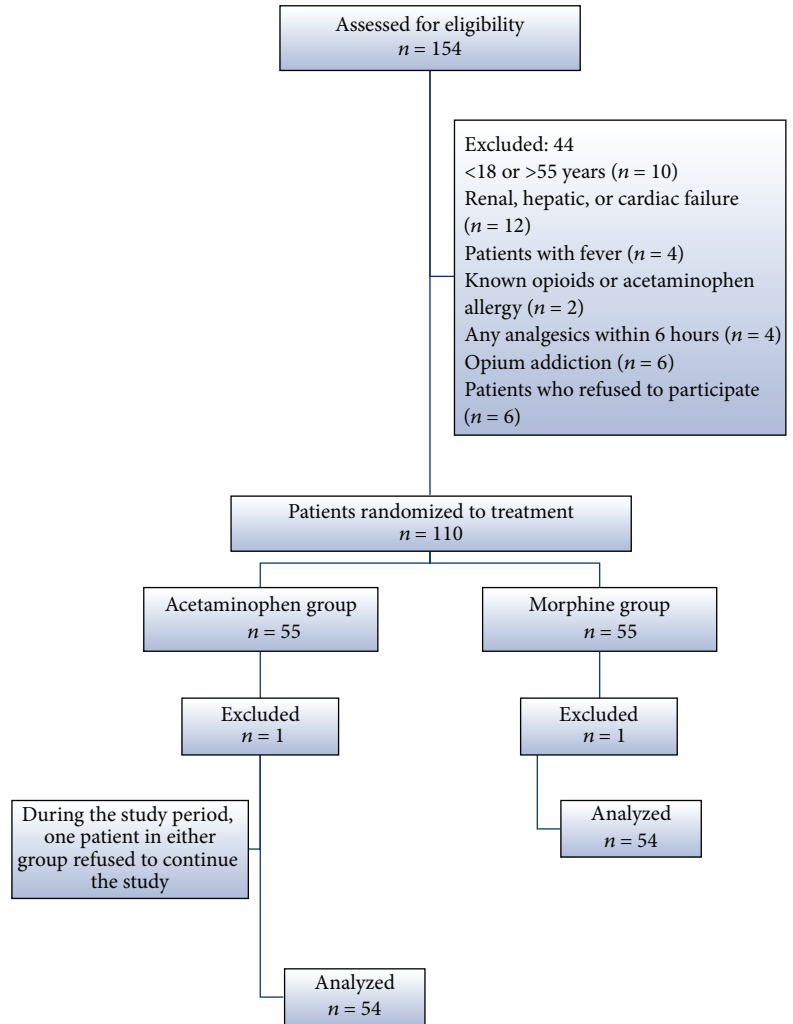 Assessed for eligibility
n = 154
Excluded: 44
<18 or >55 years (n = 10)
Renal, hepatic, or cardiac failure
(n = 12)
Patients with fever (n = 4)
Known opioids or acetaminophen
allergy (n = 2)
Any analgesics within 6 hours (n = 4)
Opium addiction (n = 6)
Patients who refused to participate
(n = 6)
Patients randomized to treatment
n = 110
Acetaminophen group
n = 55
Morphine group
n = 55
Excluded
n = 1
Excluded
n = 1
During the study period,
one patient in either
group refused to continue
the study
Analyzed
n = 54
Analyzed
n = 54